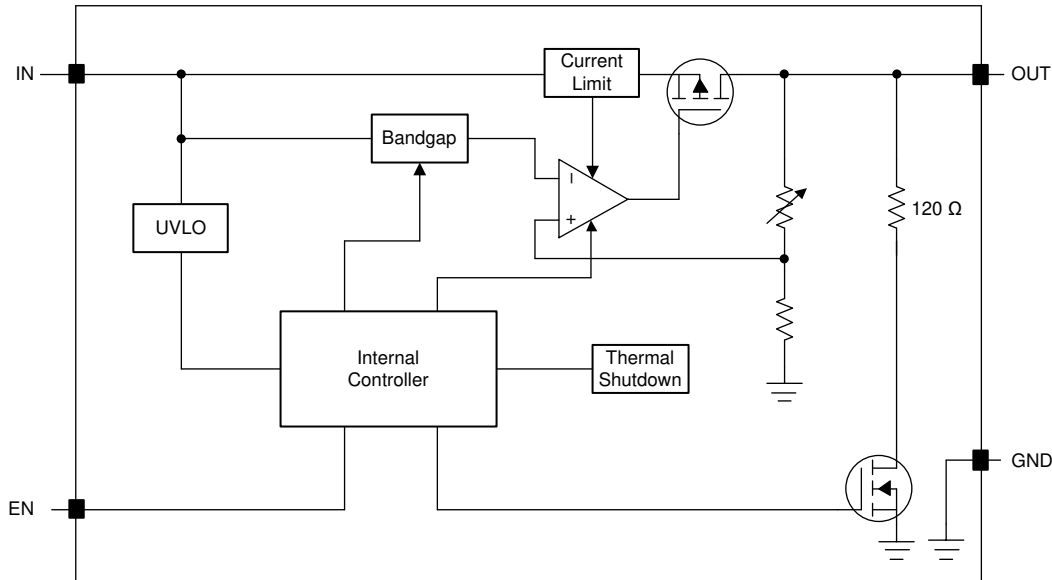 IN
Current
Limit
OUT
Bandgap
−
+
UVLO
120 Ω
Internal
Controller
Thermal
Shutdown
GND
EN